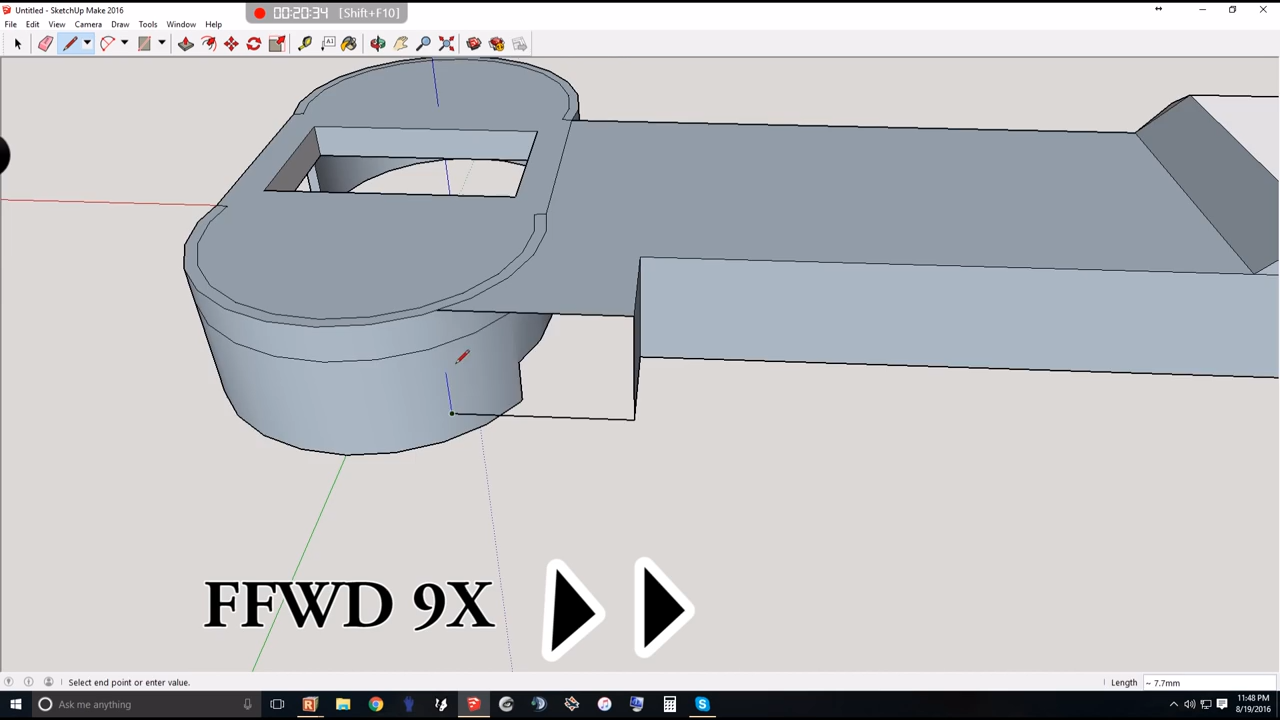 Untitled - SketchUp Make 2016
00:20:34 [Shift+F10]
File Edit View Camera Draw Tools Window Help
A1
FFWD 9X
Select end point or enter value.
Length ~ 7.7mm
Ask me anything
11:48 PM
8/19/2016